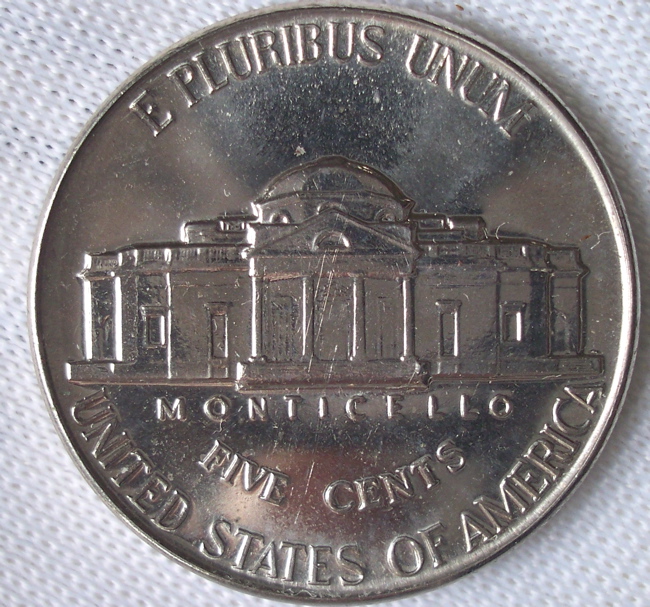 E PLURIBUS UNUM
MONTICELLO
FIVE CENTS
UNITED STATES OF AMERICA